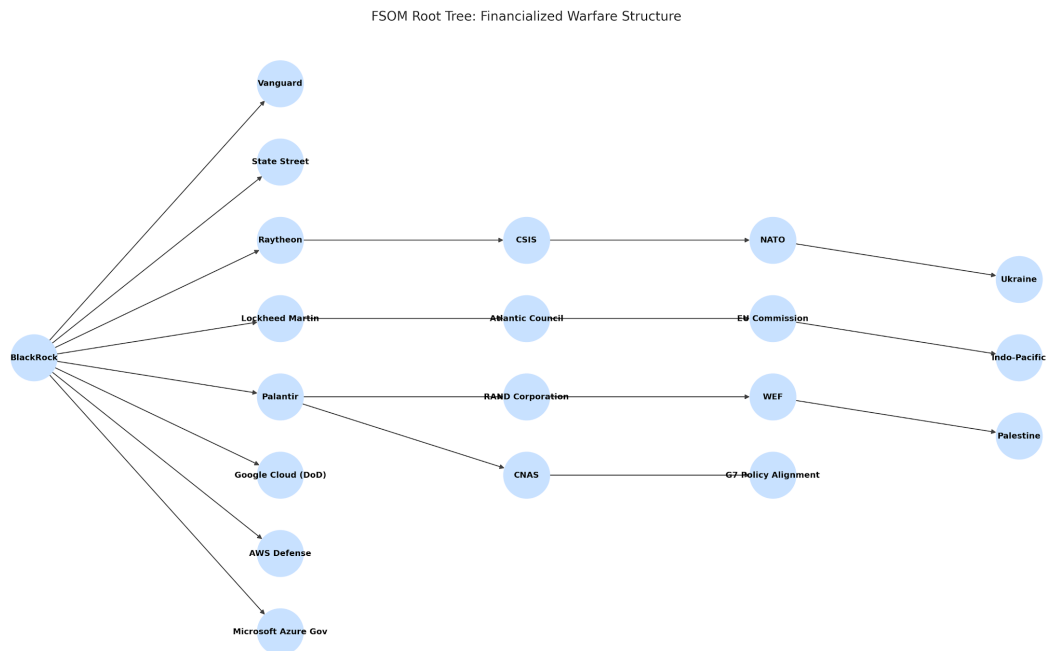 FSOM Root Tree: Financialized Warfare Structure
Vanguard
State Street
Raytheon
CSIS
NATO
Ukraine
Lockheed Martin
Atlantic Council
EU Commission
BlackRock
Indo-Pacific
Palantir
RAND Corporation
WEF
Palestine
Google Cloud (DoD)
CNAS
G7 Policy Alignment
AWS Defense
Microsoft Azure Gov